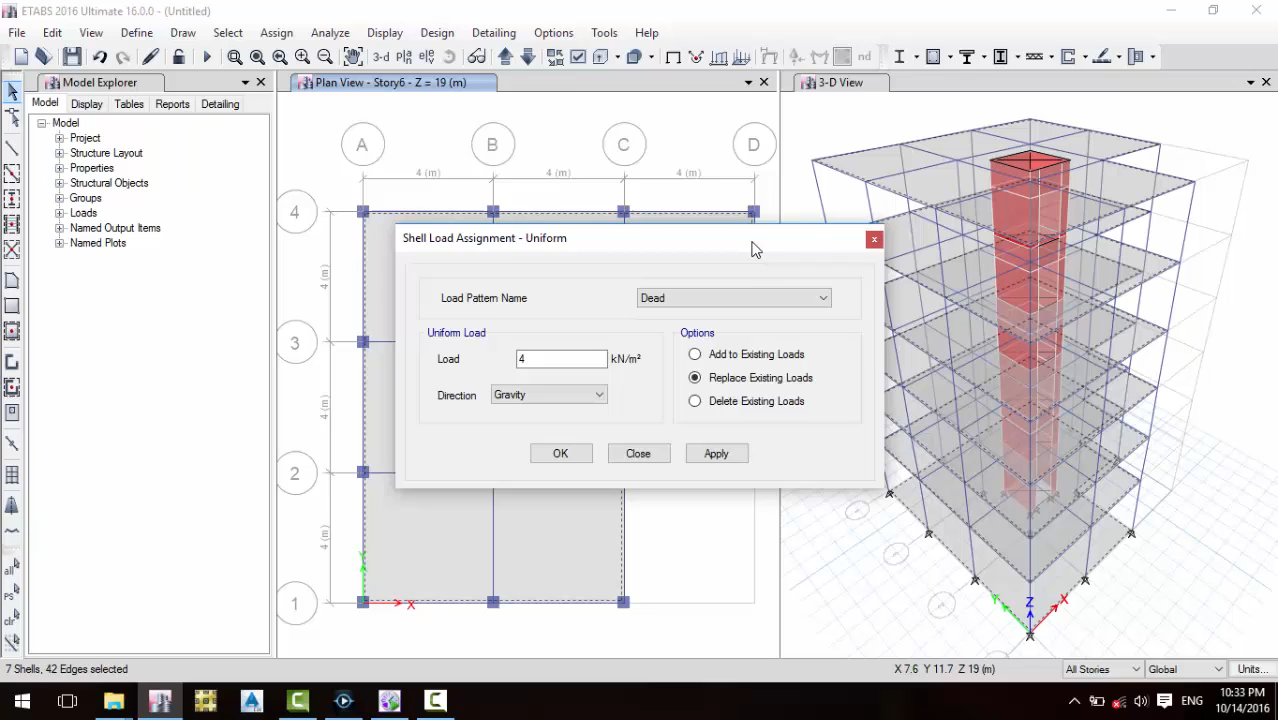 ETABS 2016 Ultimate 16.0.0 - (Untitled)
File Edit View Define Draw Select Assign Analyze Display Design Detailing Options Tools Help
3-d nd
Model Explorer
Plan View - Story6 - Z = 19 (m)
3-D View
Model Display Tables Reports Detailing
Model
Project
Structure Layout
Properties
Structural Objects
Groups
Loads
Named Output Items
Named Plots
A B C D
4 (m) 4 (m) 4 (m)
4
3
2
1
4 (m)
4 (m)
4 (m)
Y
X
Shell Load Assignment - Uniform
x
Load Pattern Name Dead
Uniform Load
Load 4 kN/m²
Direction Gravity
Options
Add to Existing Loads
Replace Existing Loads
Delete Existing Loads
OK Close Apply
Y Z X
all
PS
clr
7 Shells, 42 Edges selected
X 7.6 Y 11.7 Z 19 (m)
All Stories
Global
Units...
ENG
10:33 PM
10/14/2016